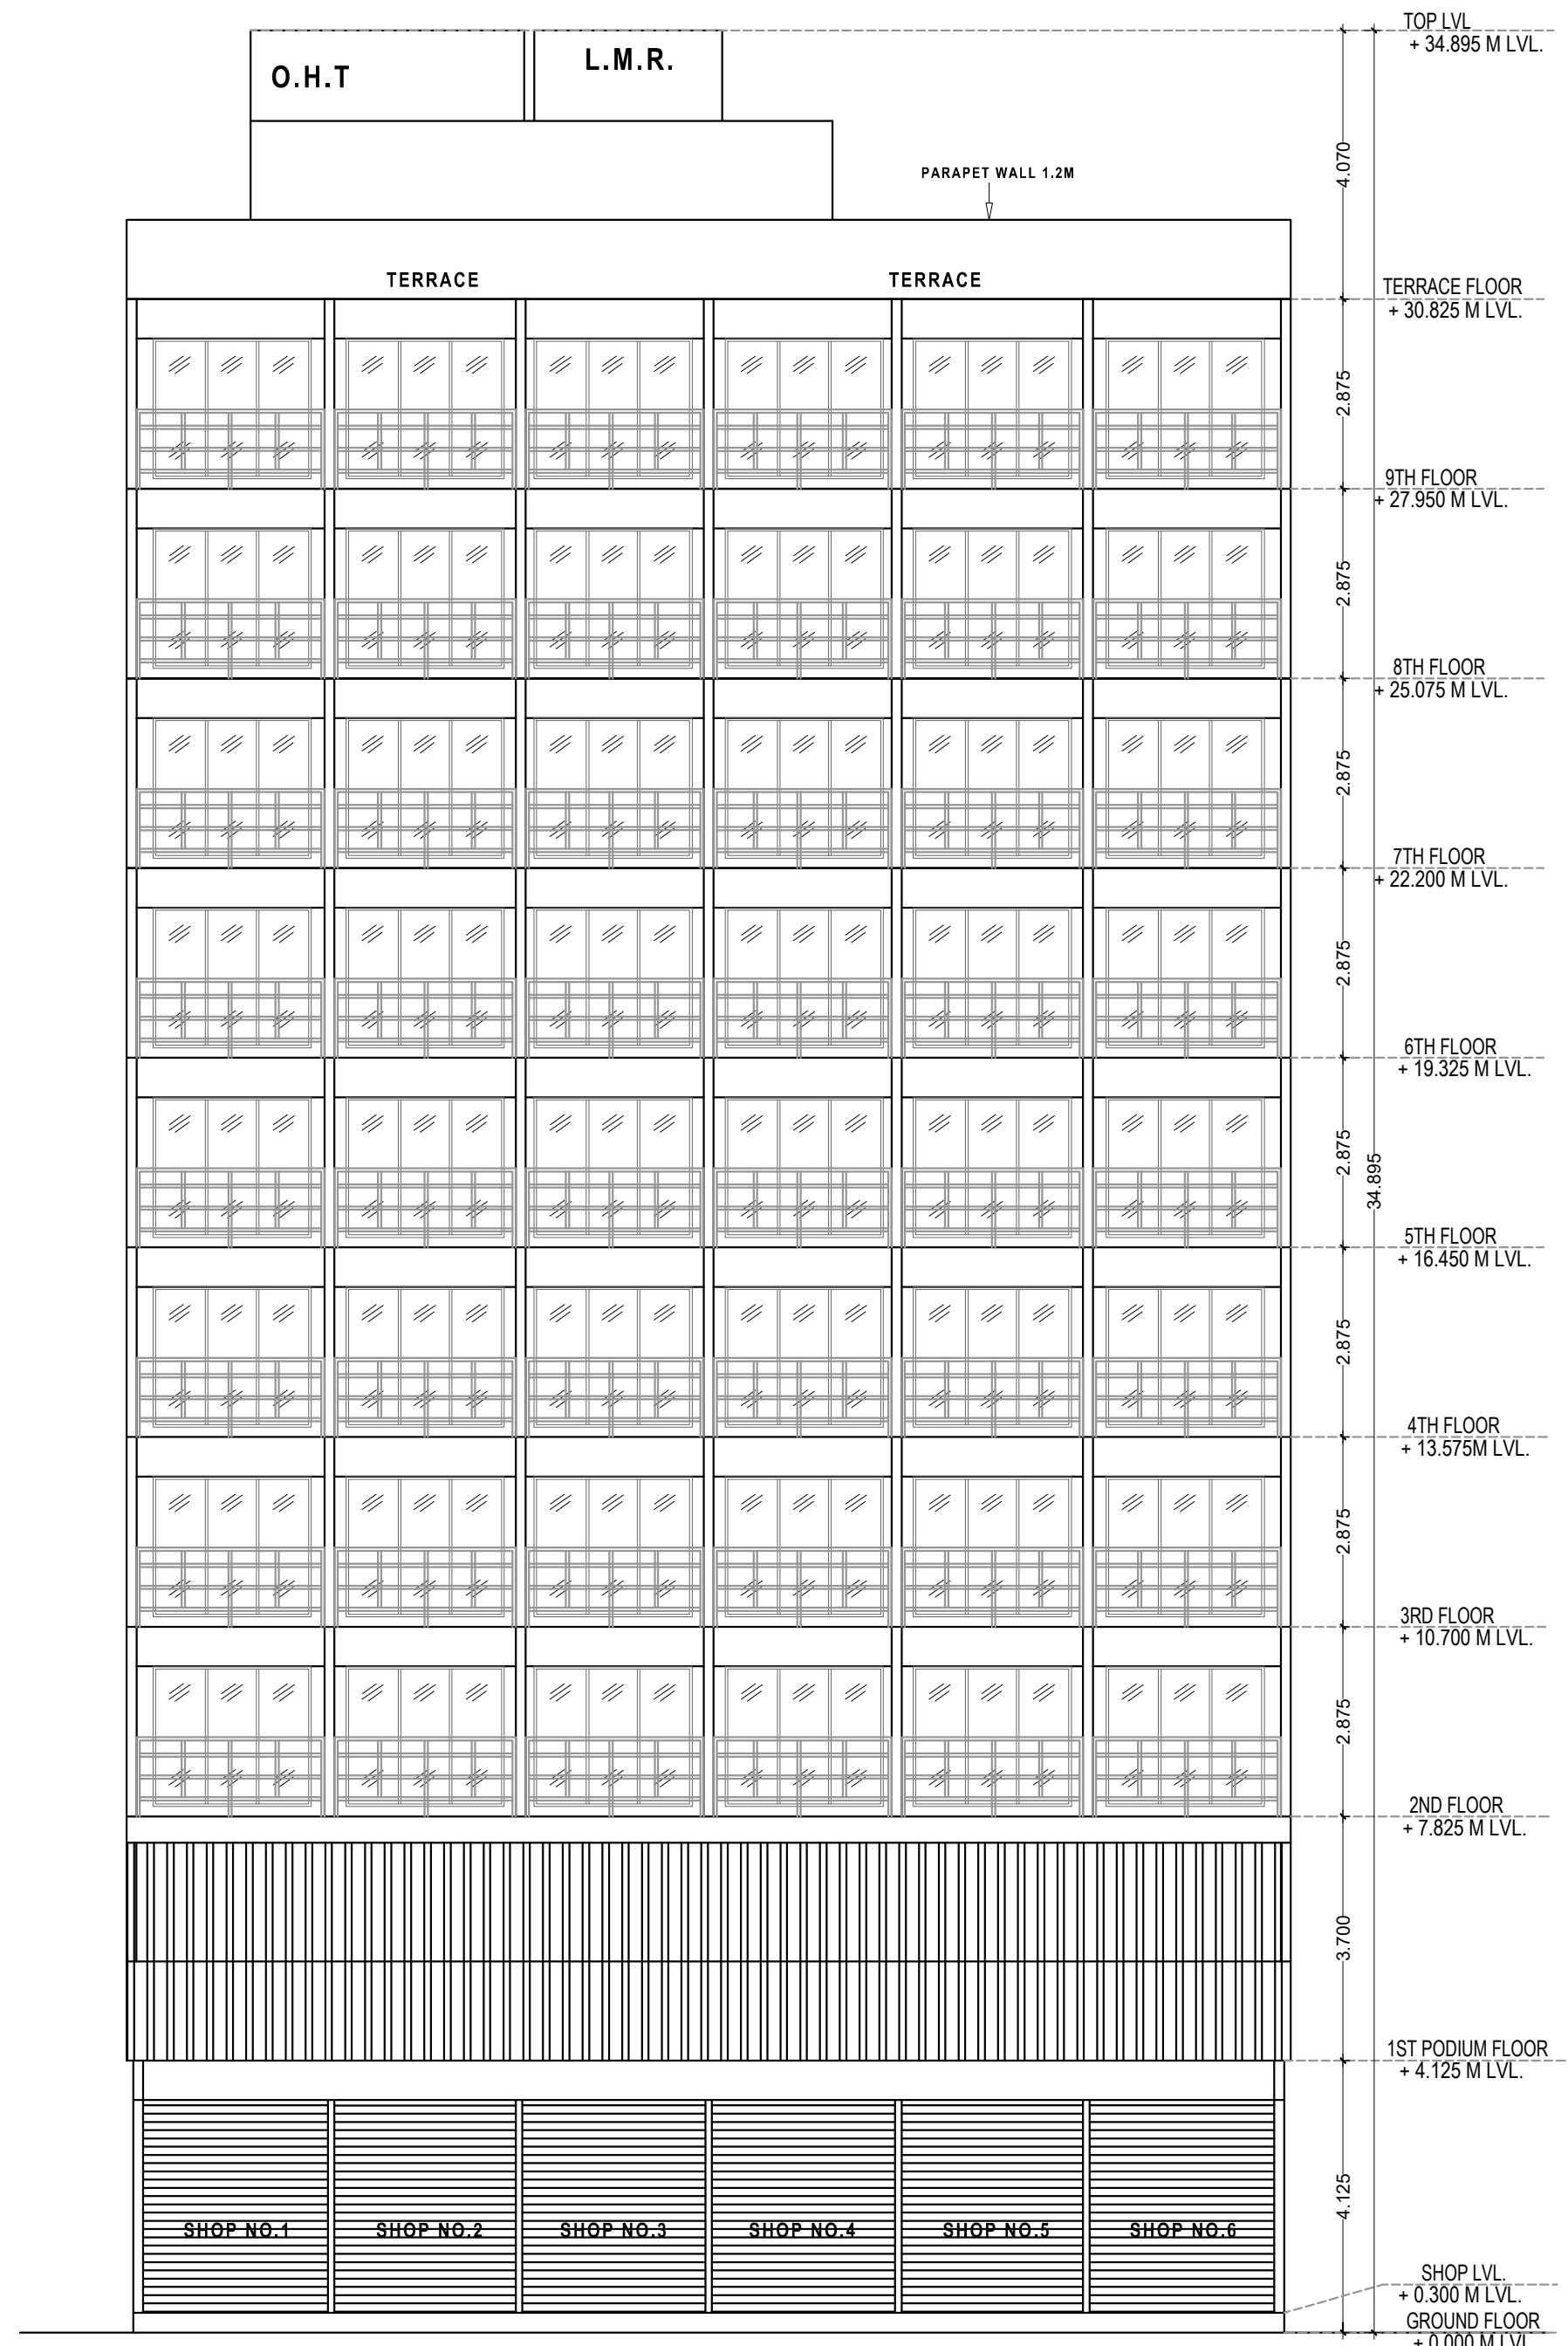 TOP LVL
+ 34.895 M LVL.
O.H.T
L.M.R.
4.070
PARAPET WALL 1.2M
TERRACE
TERRACE
TERRACE FLOOR
+ 30.825 M LVL.
2.875
9TH FLOOR
+ 27.950 M LVL.
2.875
8TH FLOOR
+ 25.075 M LVL.
2.875
7TH FLOOR
+ 22.200 M LVL.
2.875
6TH FLOOR
+ 19.325 M LVL.
2.875
34.895
5TH FLOOR
+ 16.450 M LVL.
2.875
4TH FLOOR
+ 13.575M LVL.
2.875
3RD FLOOR
+ 10.700 M LVL.
2.875
2ND FLOOR
+ 7.825 M LVL.
3.700
1ST PODIUM FLOOR
+ 4.125 M LVL.
4.125
SHOP NO.1
SHOP NO.2
SHOP NO.3
SHOP NO.4
SHOP NO.5
SHOP NO.6
SHOP LVL.
+ 0.300 M LVL.
GROUND FLOOR
+ 0.000 M LVL